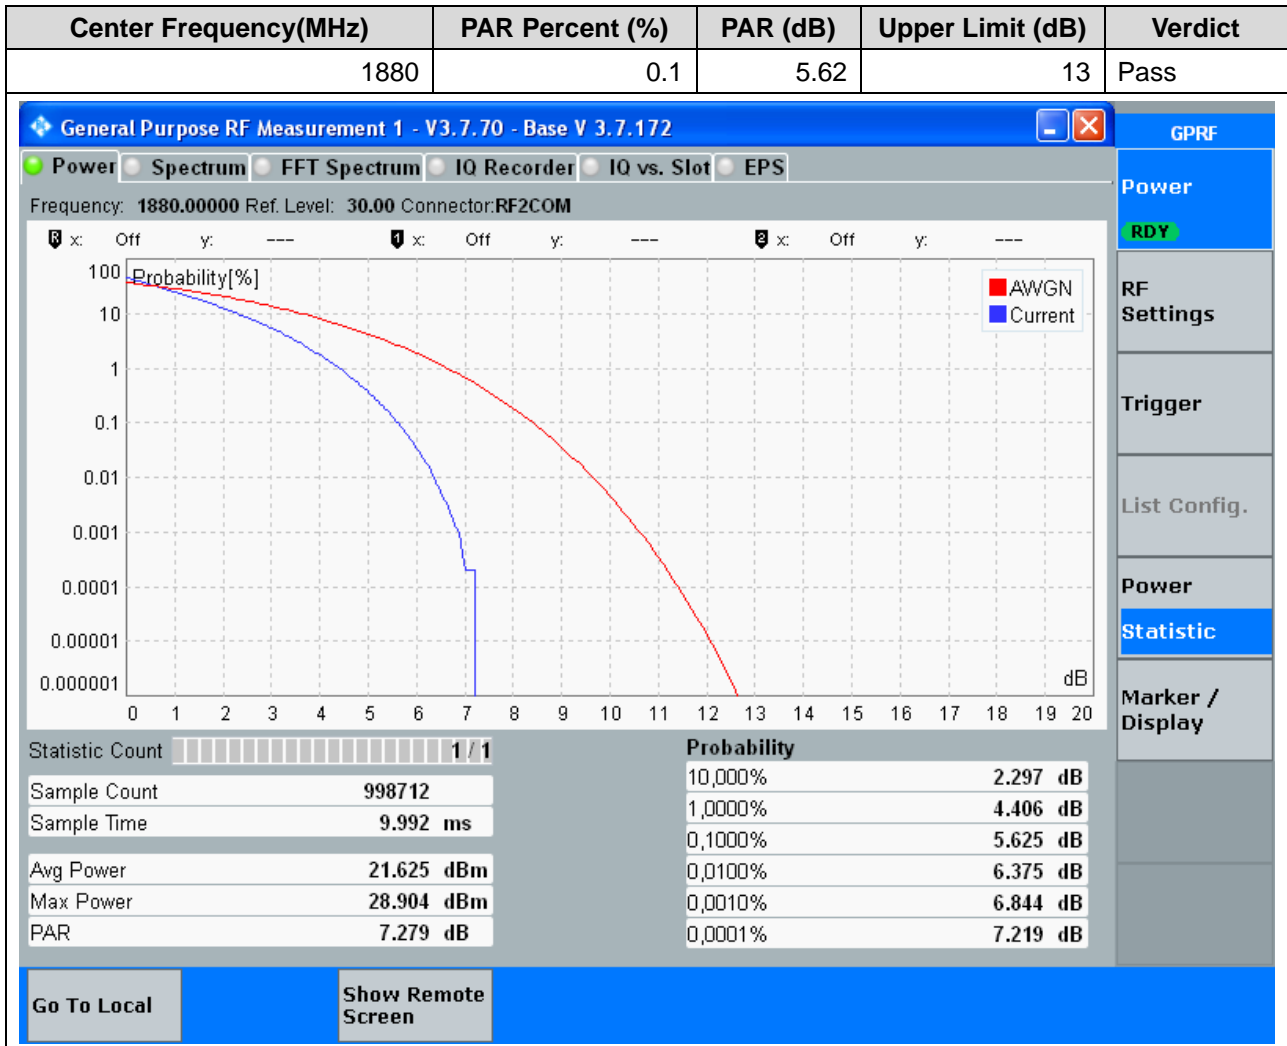 Center Frequency(MHz) PAR Percent (%) PAR (dB) Upper Limit (dB) Verdict
1880 0.1 5.62 13 Pass
General Purpose RF Measurement 1 - V3.7.70 - Base V 3.7.172
GPRF
Power Spectrum FFT Spectrum IQ Recorder IQ vs. Slot EPS
Frequency: 1880.00000 Ref. Level: 30.00 Connector:RF2COM
R x: Off y: --- 1 x: Off y: --- 2 x: Off y: ---
Probability[%]
100
10
1
0.1
0.01
0.001
0.0001
0.00001
0.000001
AWGN
Current
dB
0 1 2 3 4 5 6 7 8 9 10 11 12 13 14 15 16 17 18 19 20
Statistic Count 1 / 1
Sample Count 998712
Sample Time 9.992 ms
Avg Power 21.625 dBm
Max Power 28.904 dBm
PAR 7.279 dB
Probability
10,000% 2.297 dB
1,0000% 4.406 dB
0,1000% 5.625 dB
0,0100% 6.375 dB
0,0010% 6.844 dB
0,0001% 7.219 dB
Power
RDY
RF
Settings
Trigger
List Config.
Power
Statistic
Marker /
Display
Go To Local
Show Remote
Screen